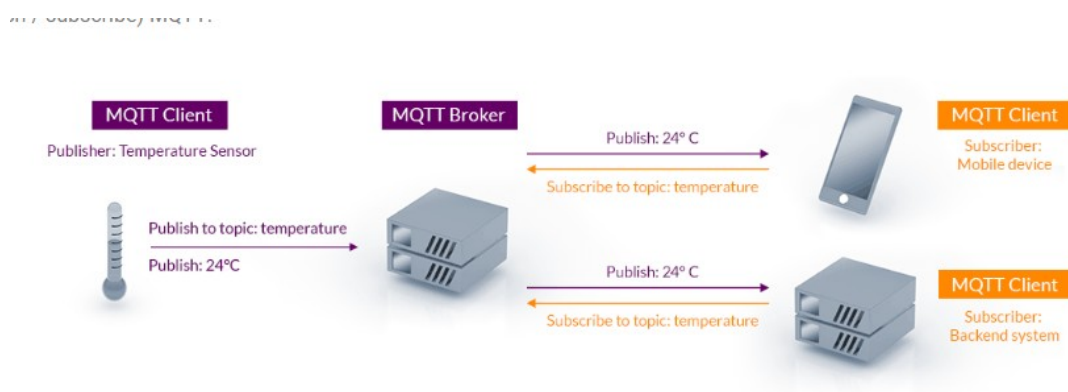 MQTT Client
Publisher: Temperature Sensor
Publish to topic: temperature
Publish: 24°C
MQTT Broker
Publish: 24° C
Subscribe to topic: temperature
MQTT Client
Subscriber:
Mobile device
Publish: 24° C
Subscribe to topic: temperature
MQTT Client
Subscriber:
Backend system